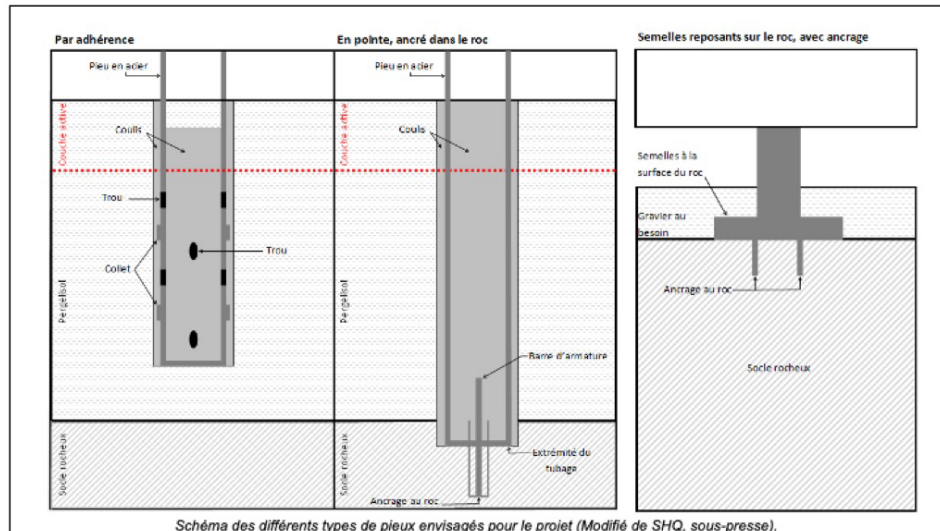 Par adhérence
Pieu en acier
Couche active
Coulis
Trou
Trou
Collet
Pergélisol
Socle rocheux
En pointe, ancré dans le roc
Pieu en acier
Couche active
Coulis
Pergélisol
Barre d'armature
Socle rocheux
Extrémité du
tubage
Ancrage au roc
Semelles reposants sur le roc, avec ancrage
Semelles à la
surface du roc
Gravier au
besoin
Ancrage au roc
Socle rocheux
Schéma des différents types de pieux envisagés pour le projet (Modifié de SHQ, sous-presse).